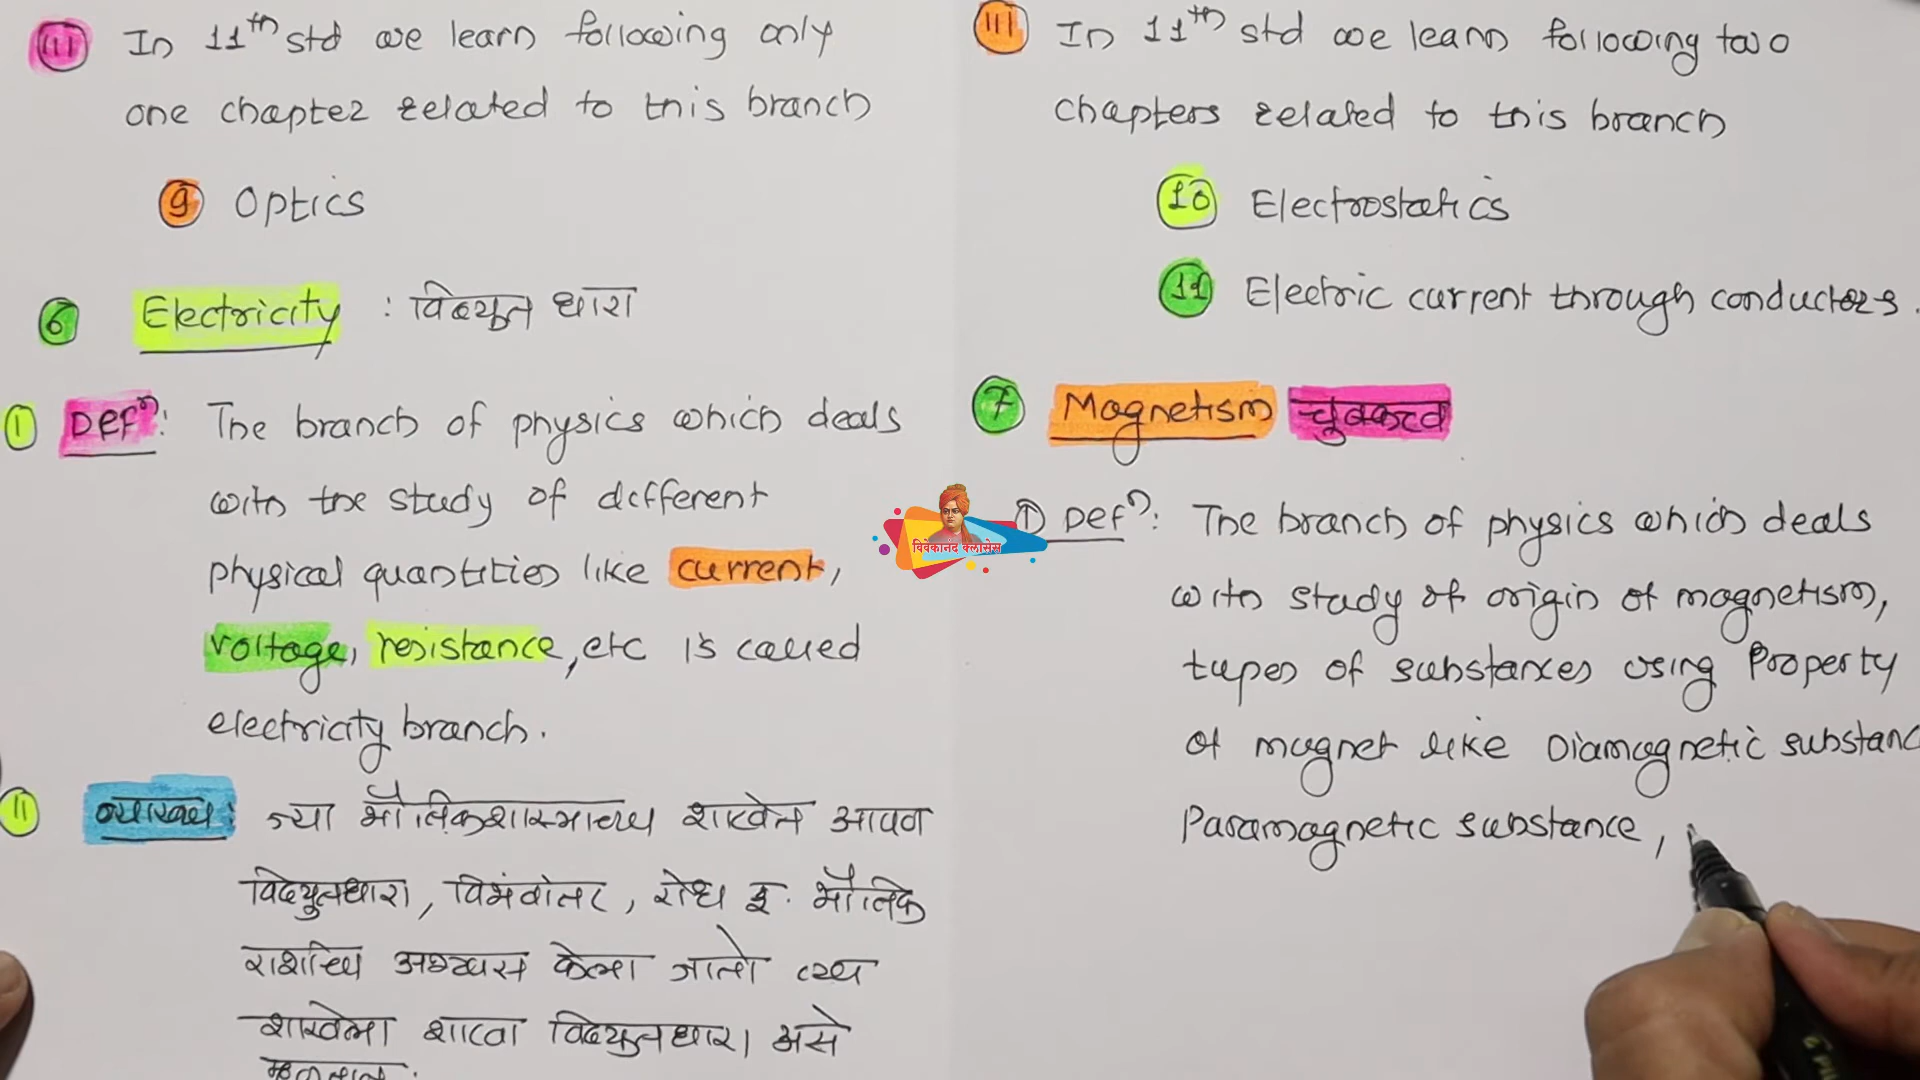 III In 11th std we learn following only
one chapter related to this branch
9 Optics
6 Electricity : विद्युत धारा
I Defn: The branch of physics which deals
with the study of different
physical quantities like current,
voltage, resistance, etc is called
electricity branch.
II व्याख्या: ज्या भौतिकशास्त्राच्या शाखेत आपण
विद्युतधारा, विभवांतर, रोध इ. भौतिक
राशींचा अभ्यास केला जातो त्या
शाखेला शाखा विद्युतधारा असे
म्हणतात.
III In 11th std we learn following two
chapters related to this branch
10 Electrostatics
11 Electric current through conductors.
7 Magnetism चुंबकत्व
I Defn: The branch of physics which deals
with study of origin of magnetism,
types of substances using Property
of magnet like Diamagnetic substanc
Paramagnetic substance,
विवेकानंद क्लासेस